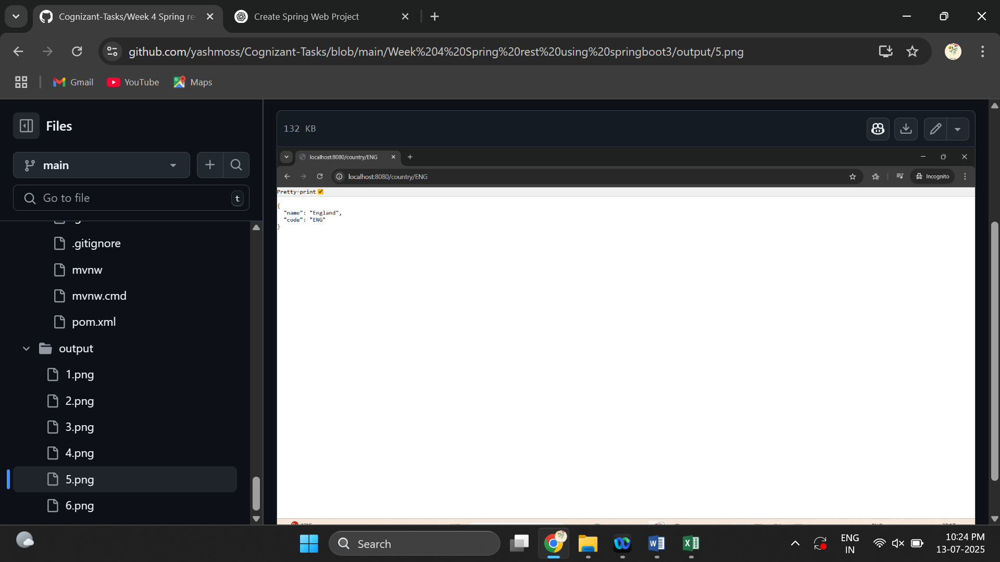 Cognizant-Tasks/Week 4 Spring re
Create Spring Web Project
github.com/yashmoss/Cognizant-Tasks/blob/main/Week%204%20Spring%20rest%20using%20springboot3/output/5.png
Gmail
YouTube
Maps
Files
main
Go to file
t
.gitignore
mvnw
mvnw.cmd
pom.xml
output
1.png
2.png
3.png
4.png
5.png
6.png
132 KB
localhost:8080/country/ENG
localhost:8080/country/ENG
Incognito
Pretty-print
{
"name": "England",
"code": "ENG"
}
Search
ENG
IN
10:24 PM
13-07-2025